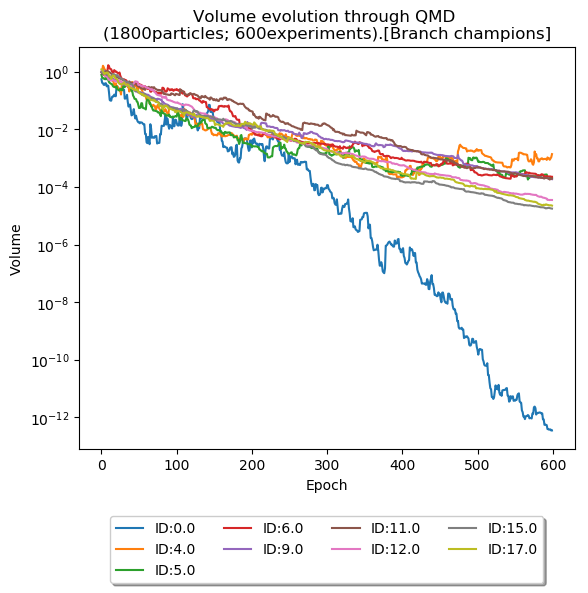 Volume evolution through QMD
(1800particles; 600experiments).[Branch champions]
Volume
10⁰
10⁻²
10⁻⁴
10⁻⁶
10⁻⁸
10⁻¹⁰
10⁻¹²
0 100 200 300 400 500 600
Epoch
ID:0.0 ID:6.0 ID:11.0 ID:15.0
ID:4.0 ID:9.0 ID:12.0 ID:17.0
ID:5.0